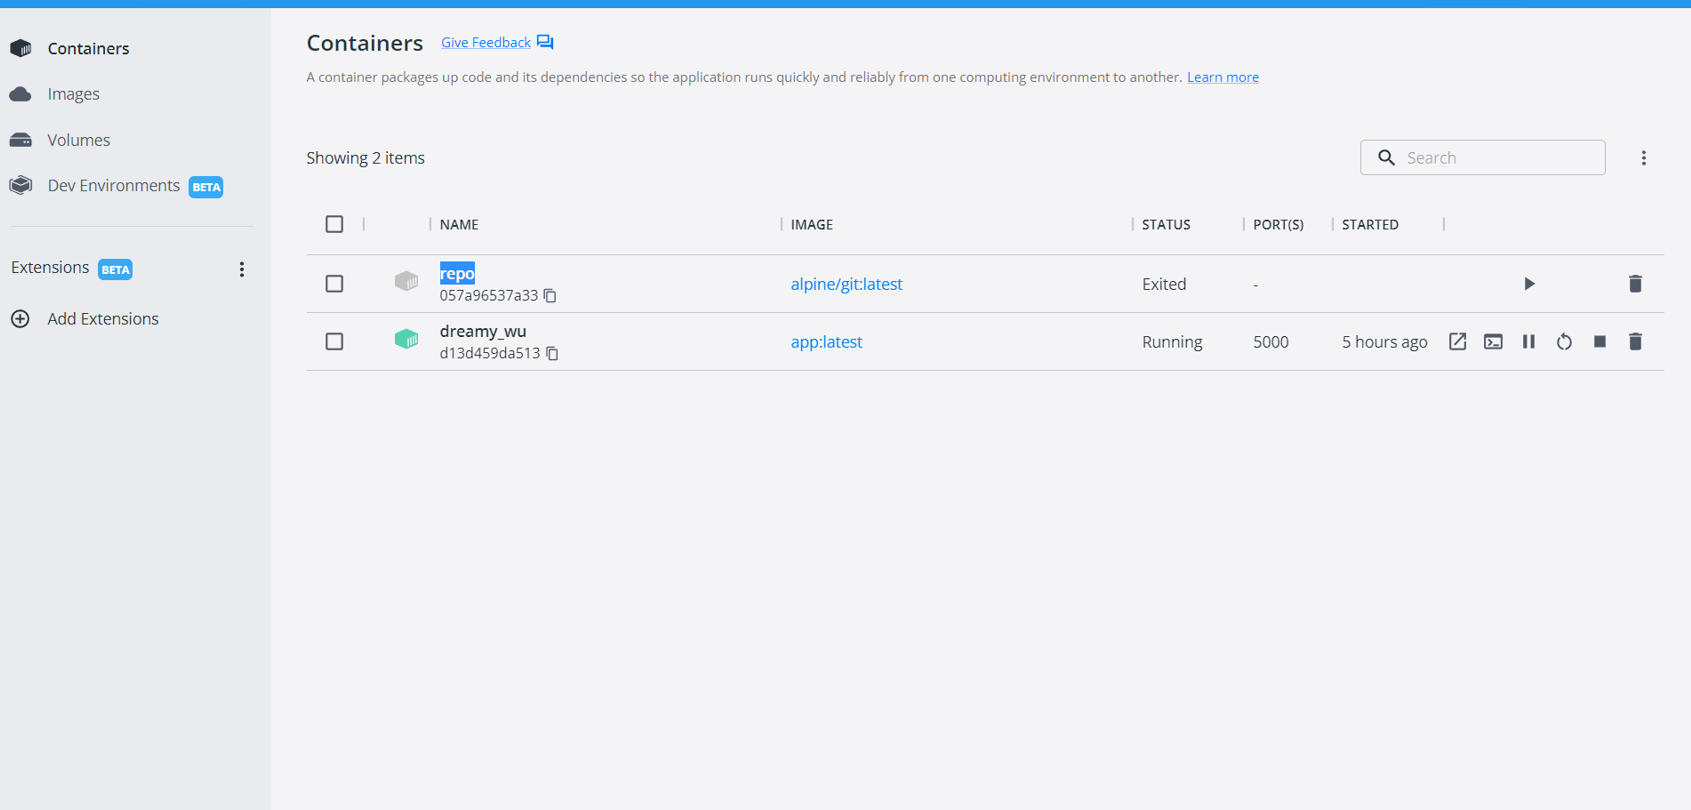 Containers
Images
Volumes
Dev Environments BETA
Extensions BETA
Add Extensions
Containers Give Feedback
A container packages up code and its dependencies so the application runs quickly and reliably from one computing environment to another. Learn more
Showing 2 items
Search
NAME IMAGE STATUS PORT(S) STARTED
repo
057a96537a33
alpine/git:latest Exited -
dreamy_wu
d13d459da513
app:latest Running 5000 5 hours ago